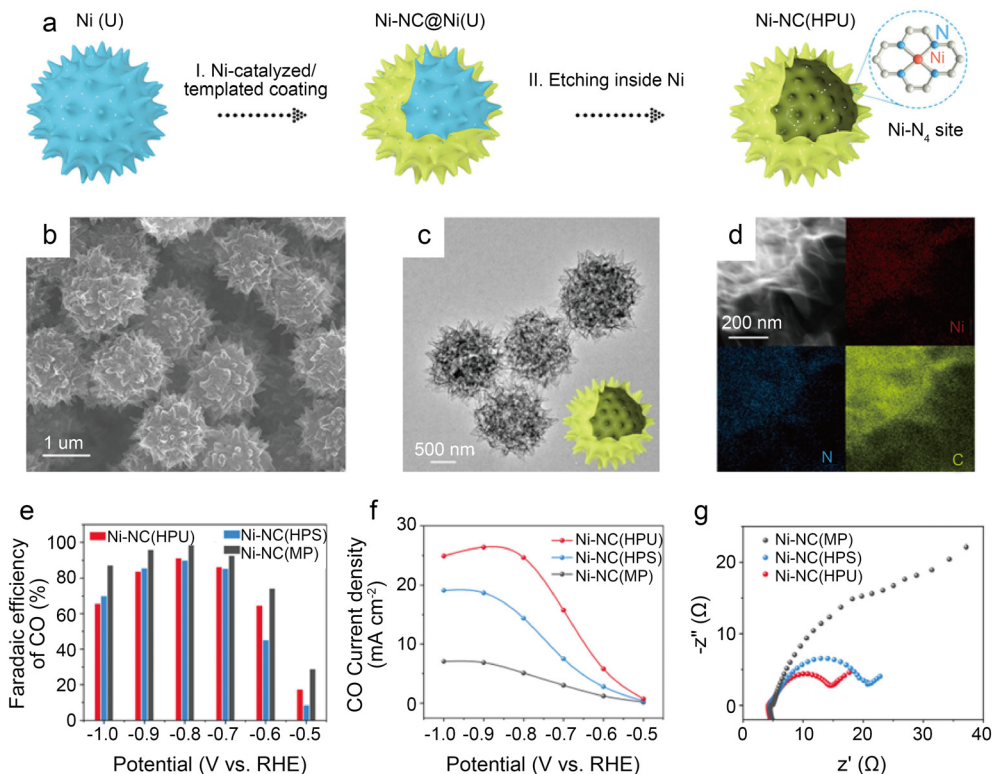 a
Ni (U)
Ni-NC@Ni(U)
Ni-NC(HPU)
I. Ni-catalyzed/
templated coating
II. Etching inside Ni
N
Ni
Ni-N4 site
b
1 um
c
500 nm
d
200 nm
Ni
N
C
e
Ni-NC(HPU)
Ni-NC(HPS)
Ni-NC(MP)
Faradaic efficiency
of CO (%)
100
80
60
40
20
0
-1.0 -0.9 -0.8 -0.7 -0.6 -0.5
Potential (V vs. RHE)
f
Ni-NC(HPU)
Ni-NC(HPS)
Ni-NC(MP)
CO Current density
(mA cm-2)
30
20
10
0
-1.0 -0.9 -0.8 -0.7 -0.6 -0.5
Potential (V vs. RHE)
g
Ni-NC(MP)
Ni-NC(HPS)
Ni-NC(HPU)
-z" (Ω)
20
10
0
0 10 20 30 40
z' (Ω)